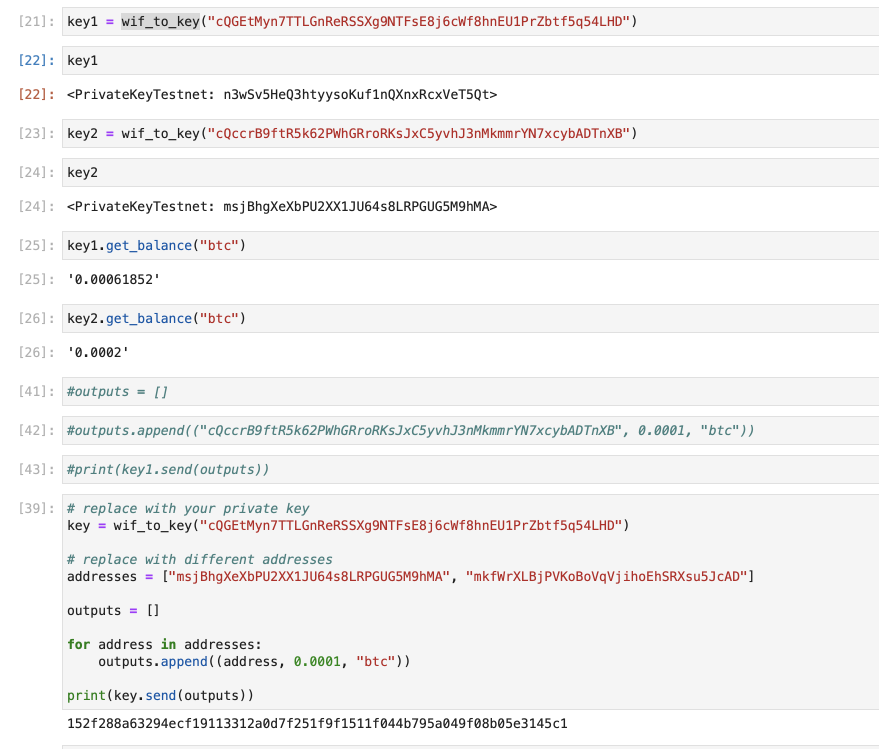 [21]: key1 = wif_to_key("cQGEtMyn7TTLGnReRSSXg9NTFsE8j6cWf8hnEU1PrZbtf5q54LHD")
[22]: key1
[22]: <PrivateKeyTestnet: n3wSv5HeQ3htyysoKuf1nQXnxRcxVeT5Qt>
[23]: key2 = wif_to_key("cQccrB9ftR5k62PWhGRroRKsJxC5yvhJ3nMkmmrYN7xcybADTnXB")
[24]: key2
[24]: <PrivateKeyTestnet: msjBhgXeXbPU2XX1JU64s8LRPGUG5M9hMA>
[25]: key1.get_balance("btc")
[25]: '0.00061852'
[26]: key2.get_balance("btc")
[26]: '0.0002'
[41]: #outputs = []
[42]: #outputs.append(("cQccrB9ftR5k62PWhGRroRKsJxC5yvhJ3nMkmmrYN7xcybADTnXB", 0.0001, "btc"))
[43]: #print(key1.send(outputs))
[39]: # replace with your private key
key = wif_to_key("cQGEtMyn7TTLGnReRSSXg9NTFsE8j6cWf8hnEU1PrZbtf5q54LHD")
# replace with different addresses
addresses = ["msjBhgXeXbPU2XX1JU64s8LRPGUG5M9hMA", "mkfWrXLBjPVKoBoVqVjihoEhSRXsu5JcAD"]
outputs = []
for address in addresses:
    outputs.append((address, 0.0001, "btc"))
print(key.send(outputs))
152f288a63294ecf19113312a0d7f251f9f1511f044b795a049f08b05e3145c1